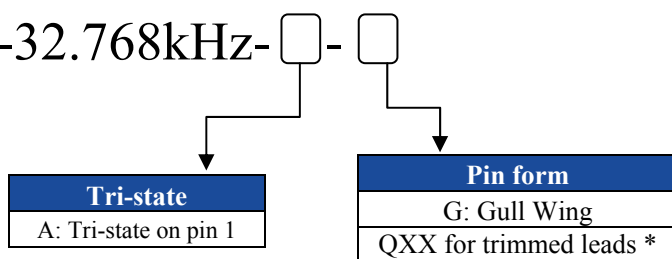 -32.768kHz- -
Tri-state
A: Tri-state on pin 1
Pin form
G: Gull Wing
QXX for trimmed leads *